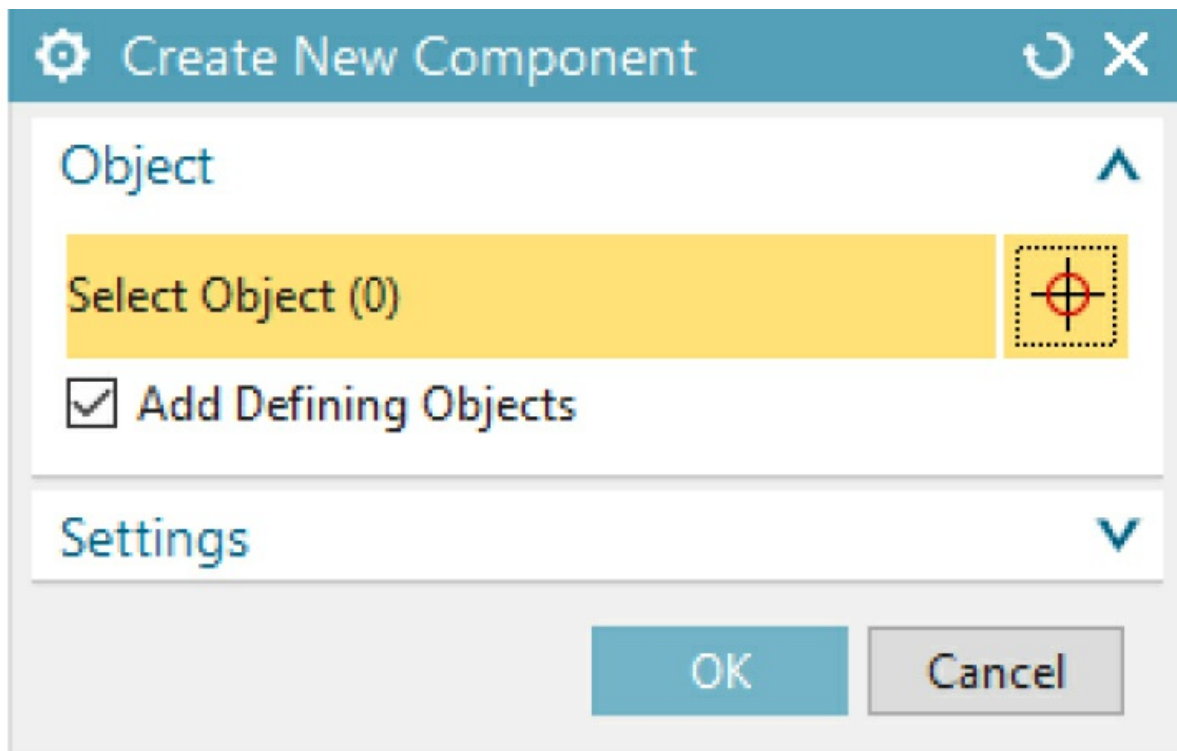 Create New Component
Object
Select Object (0)
Add Defining Objects
Settings
OK Cancel